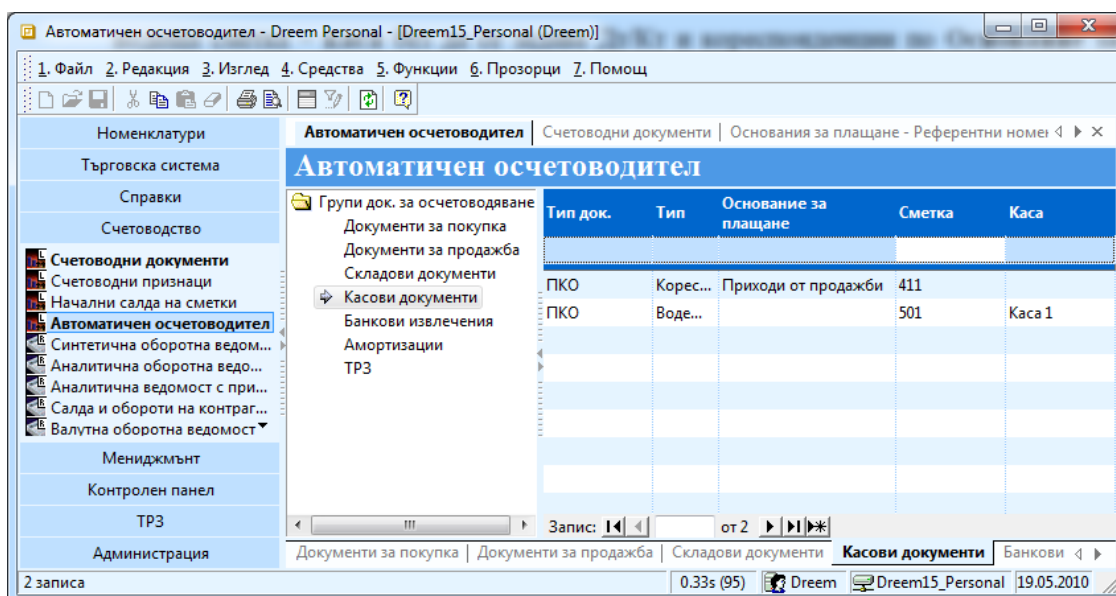 Автоматичен осчетоводител - Dreem Personal - [Dreem15_Personal (Dreem)]
1. Файл 2. Редакция 3. Изглед 4. Средства 5. Функции 6. Прозорци 7. Помощ
Номенклатури
Търговска система
Справки
Счетоводство
Счетоводни документи
Счетоводни признаци
Начални салда на сметки
Автоматичен осчетоводител
Синтетична оборотна ведом...
Аналитична оборотна ведо...
Аналитична ведомост с при...
Салда и обороти на контраг...
Валутна оборотна ведомост
Мениджмънт
Контролен панел
ТРЗ
Администрация
Автоматичен осчетоводител | Счетоводни документи | Основания за плащане - Референтни номен
Автоматичен осчетоводител
Групи док. за осчетоводяване
Документи за покупка
Документи за продажба
Складови документи
Касови документи
Банкови извлечения
Амортизации
ТРЗ
Тип док. Тип Основание за плащане Сметка Каса
ПКО Корес... Приходи от продажби 411
ПКО Воде... 501 Каса 1
Запис: от 2
Документи за покупка | Документи за продажба | Складови документи Касови документи Банкови
2 записа 0.33s (95) Dreem Dreem15_Personal 19.05.2010